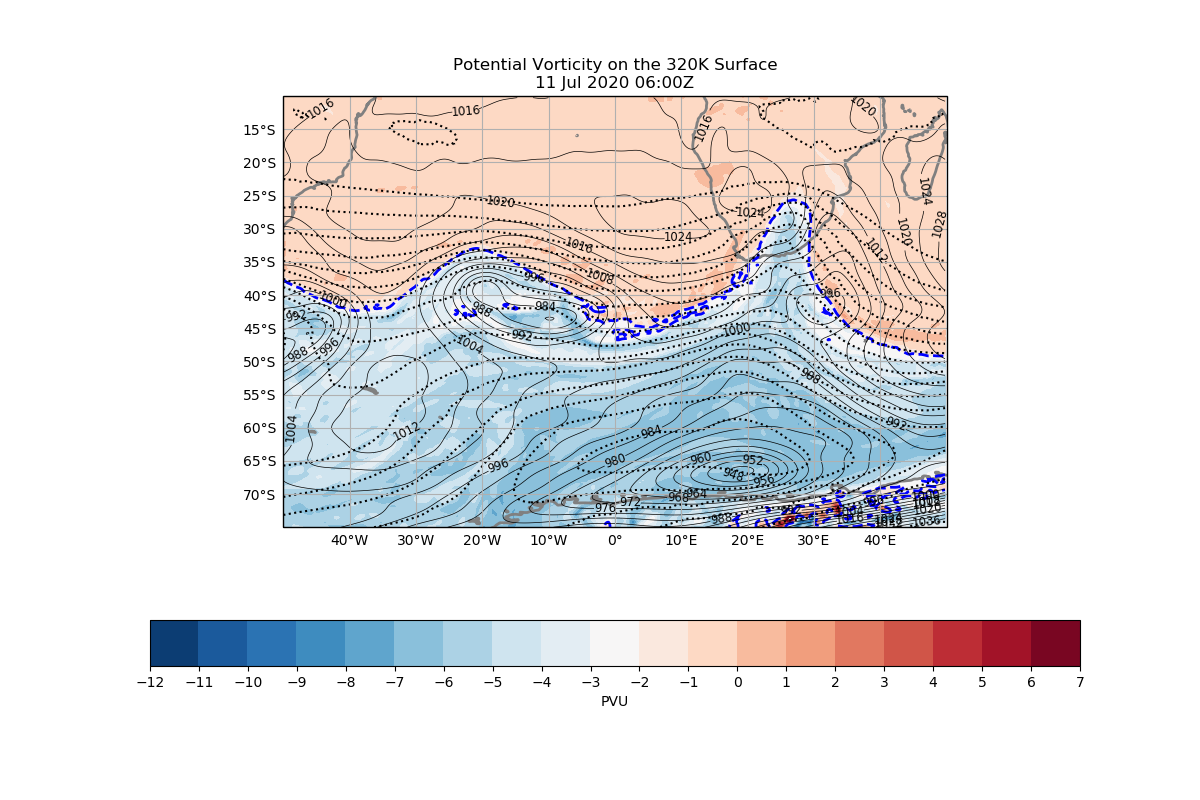 Potential Vorticity on the 320K Surface
11 Jul 2020 06:00Z
1016 1016 1020
15°S 1016
20°S
25°S 1020 1024 1024
30°S 1024 1020 1028
35°S 1016 1012
40°S 1000 996 1008 996
45°S 992 988 984 992 1000
50°S 988 996 1004 988
55°S
60°S 1004 1012 984 992
65°S 996 980 960 952
70°S 948 956 968 964
976 972 988
40°W 30°W 20°W 10°W 0° 10°E 20°E 30°E 40°E
−12 −11 −10 −9 −8 −7 −6 −5 −4 −3 −2 −1 0 1 2 3 4 5 6 7
PVU